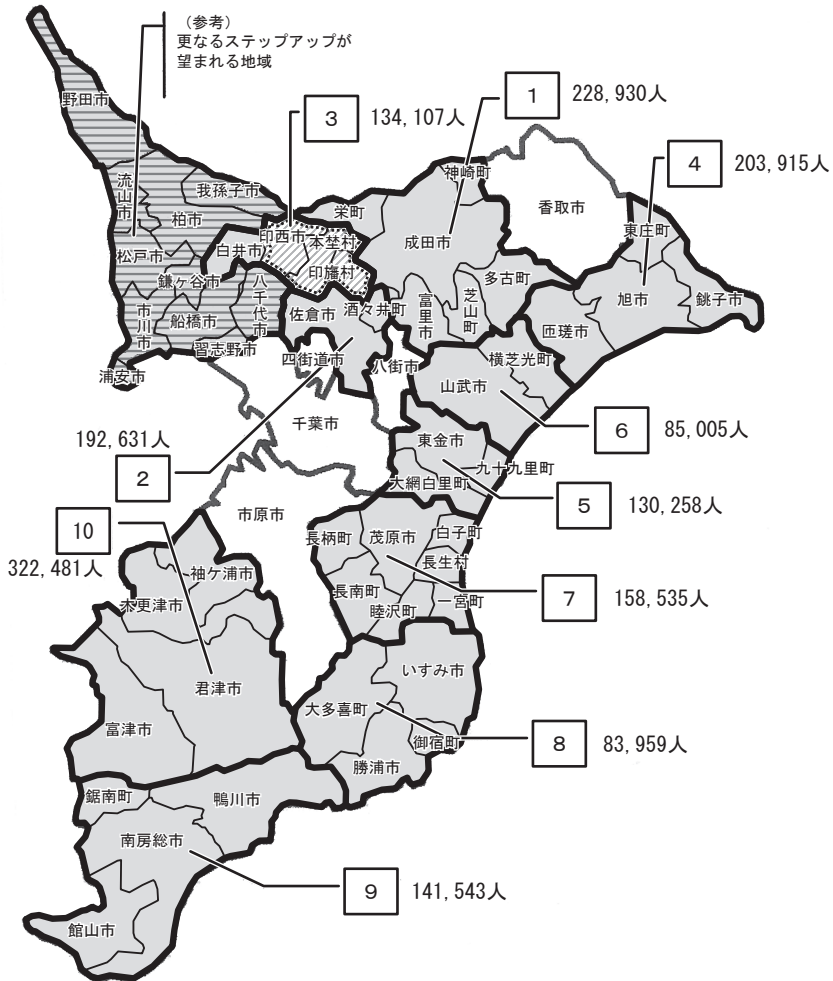 （参考）
更なるステップアップが
望まれる地域
野田市
3
134,107人
1
228,930人
4
203,915人
流山市
我孫子市
柏市
神崎町
香取市
栄町
成田市
東庄町
印西市
本埜村
白井市
印旛村
松戸市
鎌ケ谷市
多古町
旭市
銚子市
市川市
船橋市
八千代市
佐倉市
酒々井町
富里市
芝山町
匝瑳市
習志野市
浦安市
四街道市
八街市
横芝光町
山武市
千葉市
6
85,005人
192,631人
2
東金市
九十九里町
大網白里町
5
130,258人
市原市
10
322,481人
長柄町
茂原市
白子町
長生村
袖ケ浦市
木更津市
長南町
一宮町
睦沢町
7
158,535人
いすみ市
君津市
大多喜町
富津市
御宿町
8
83,959人
勝浦市
鋸南町
鴨川市
南房総市
9
141,543人
館山市